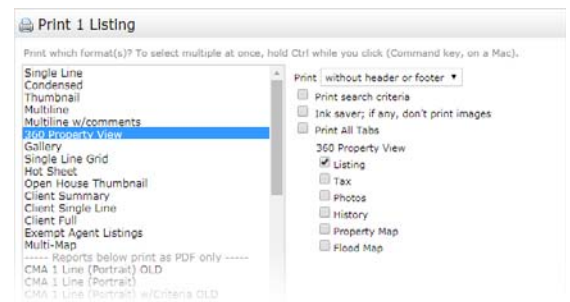 Print 1 Listing
Print which format(s)? To select multiple at once, hold Ctrl while you click (Command key, on a Mac).
Single Line
Condensed
Thumbnail
Multiline
Multiline w/comments
360 Property View
Gallery
Single Line Grid
Hot Sheet
Open House Thumbnail
Client Summary
Client Single Line
Client Full
Exempt Agent Listings
Multi-Map
----- Reports below print as PDF only -----
CMA 1 Line (Portrait) OLD
CMA 1 Line (Portrait)
CMA 1 Line (Portrait) w/Criteria OLD
Print without header or footer
Print search criteria
Ink saver; if any, don't print images
Print All Tabs
360 Property View
Listing
Tax
Photos
History
Property Map
Flood Map